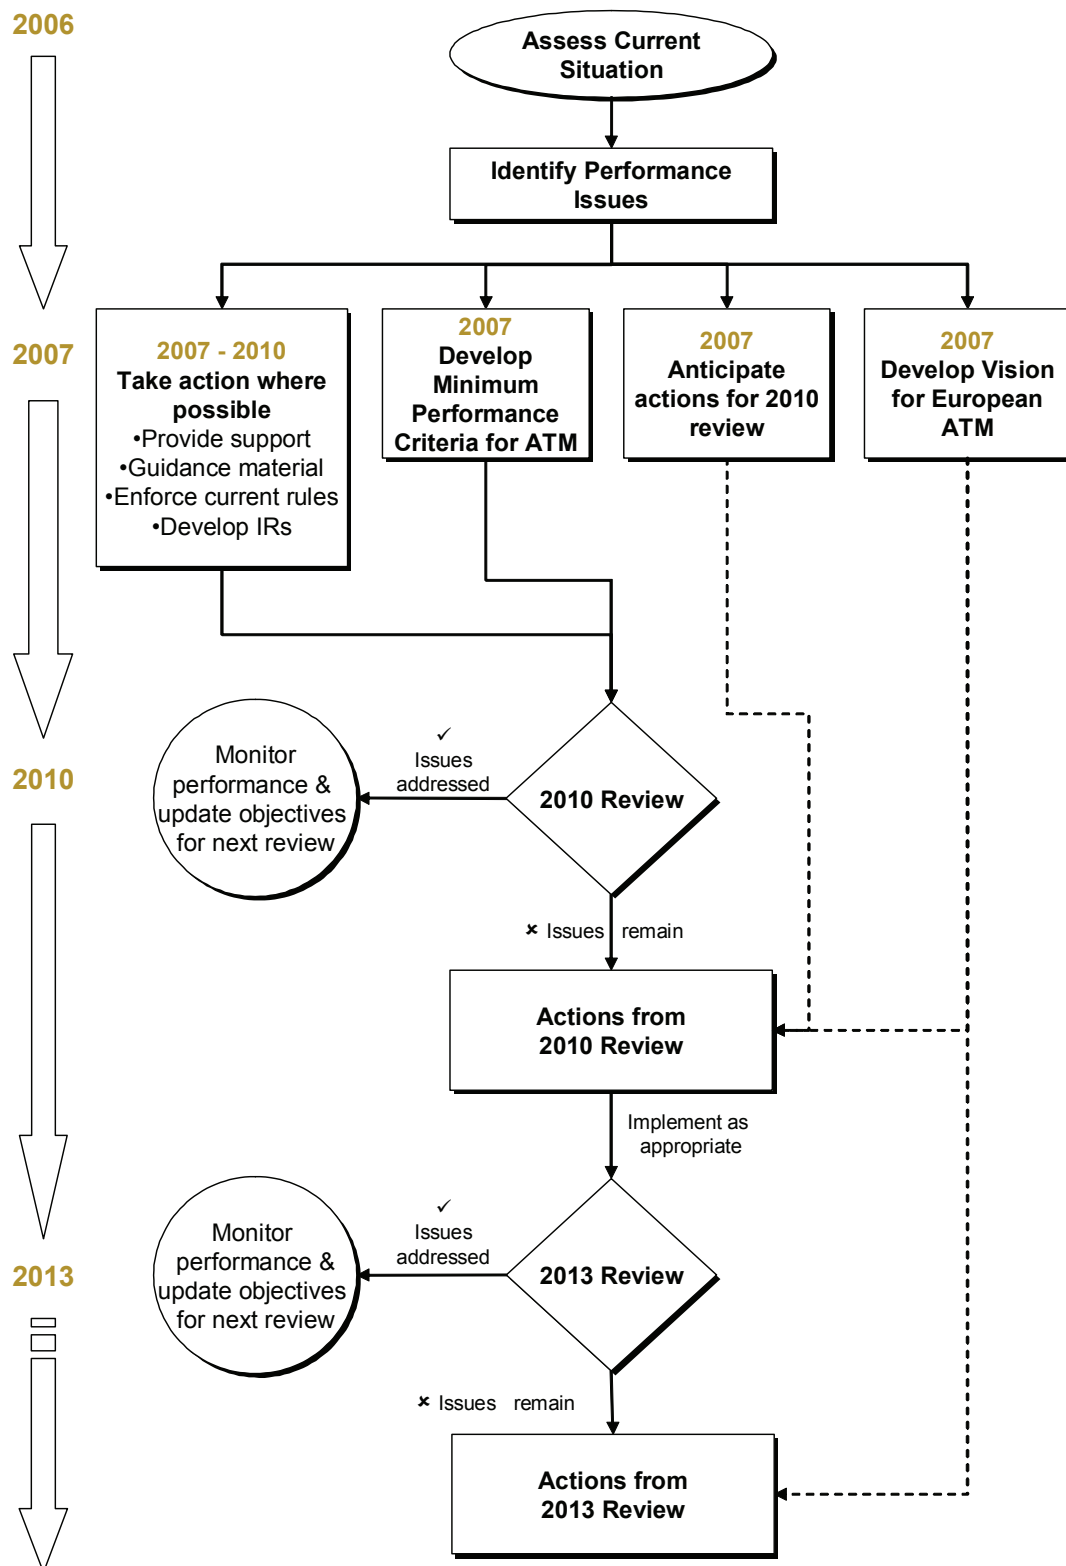 2006
Assess Current
Situation
Identify Performance
Issues
2007
2007 - 2010
Take action where
possible
•Provide support
•Guidance material
•Enforce current rules
•Develop IRs
2007
Develop
Minimum
Performance
Criteria for ATM
2007
Anticipate
actions for 2010
review
2007
Develop Vision
for European
ATM
2010
Monitor
performance &
update objectives
for next review
✓
Issues
addressed
2010 Review
✗ Issues remain
Actions from
2010 Review
Implement as
appropriate
2013
Monitor
performance &
update objectives
for next review
✓
Issues
addressed
2013 Review
✗ Issues remain
Actions from
2013 Review